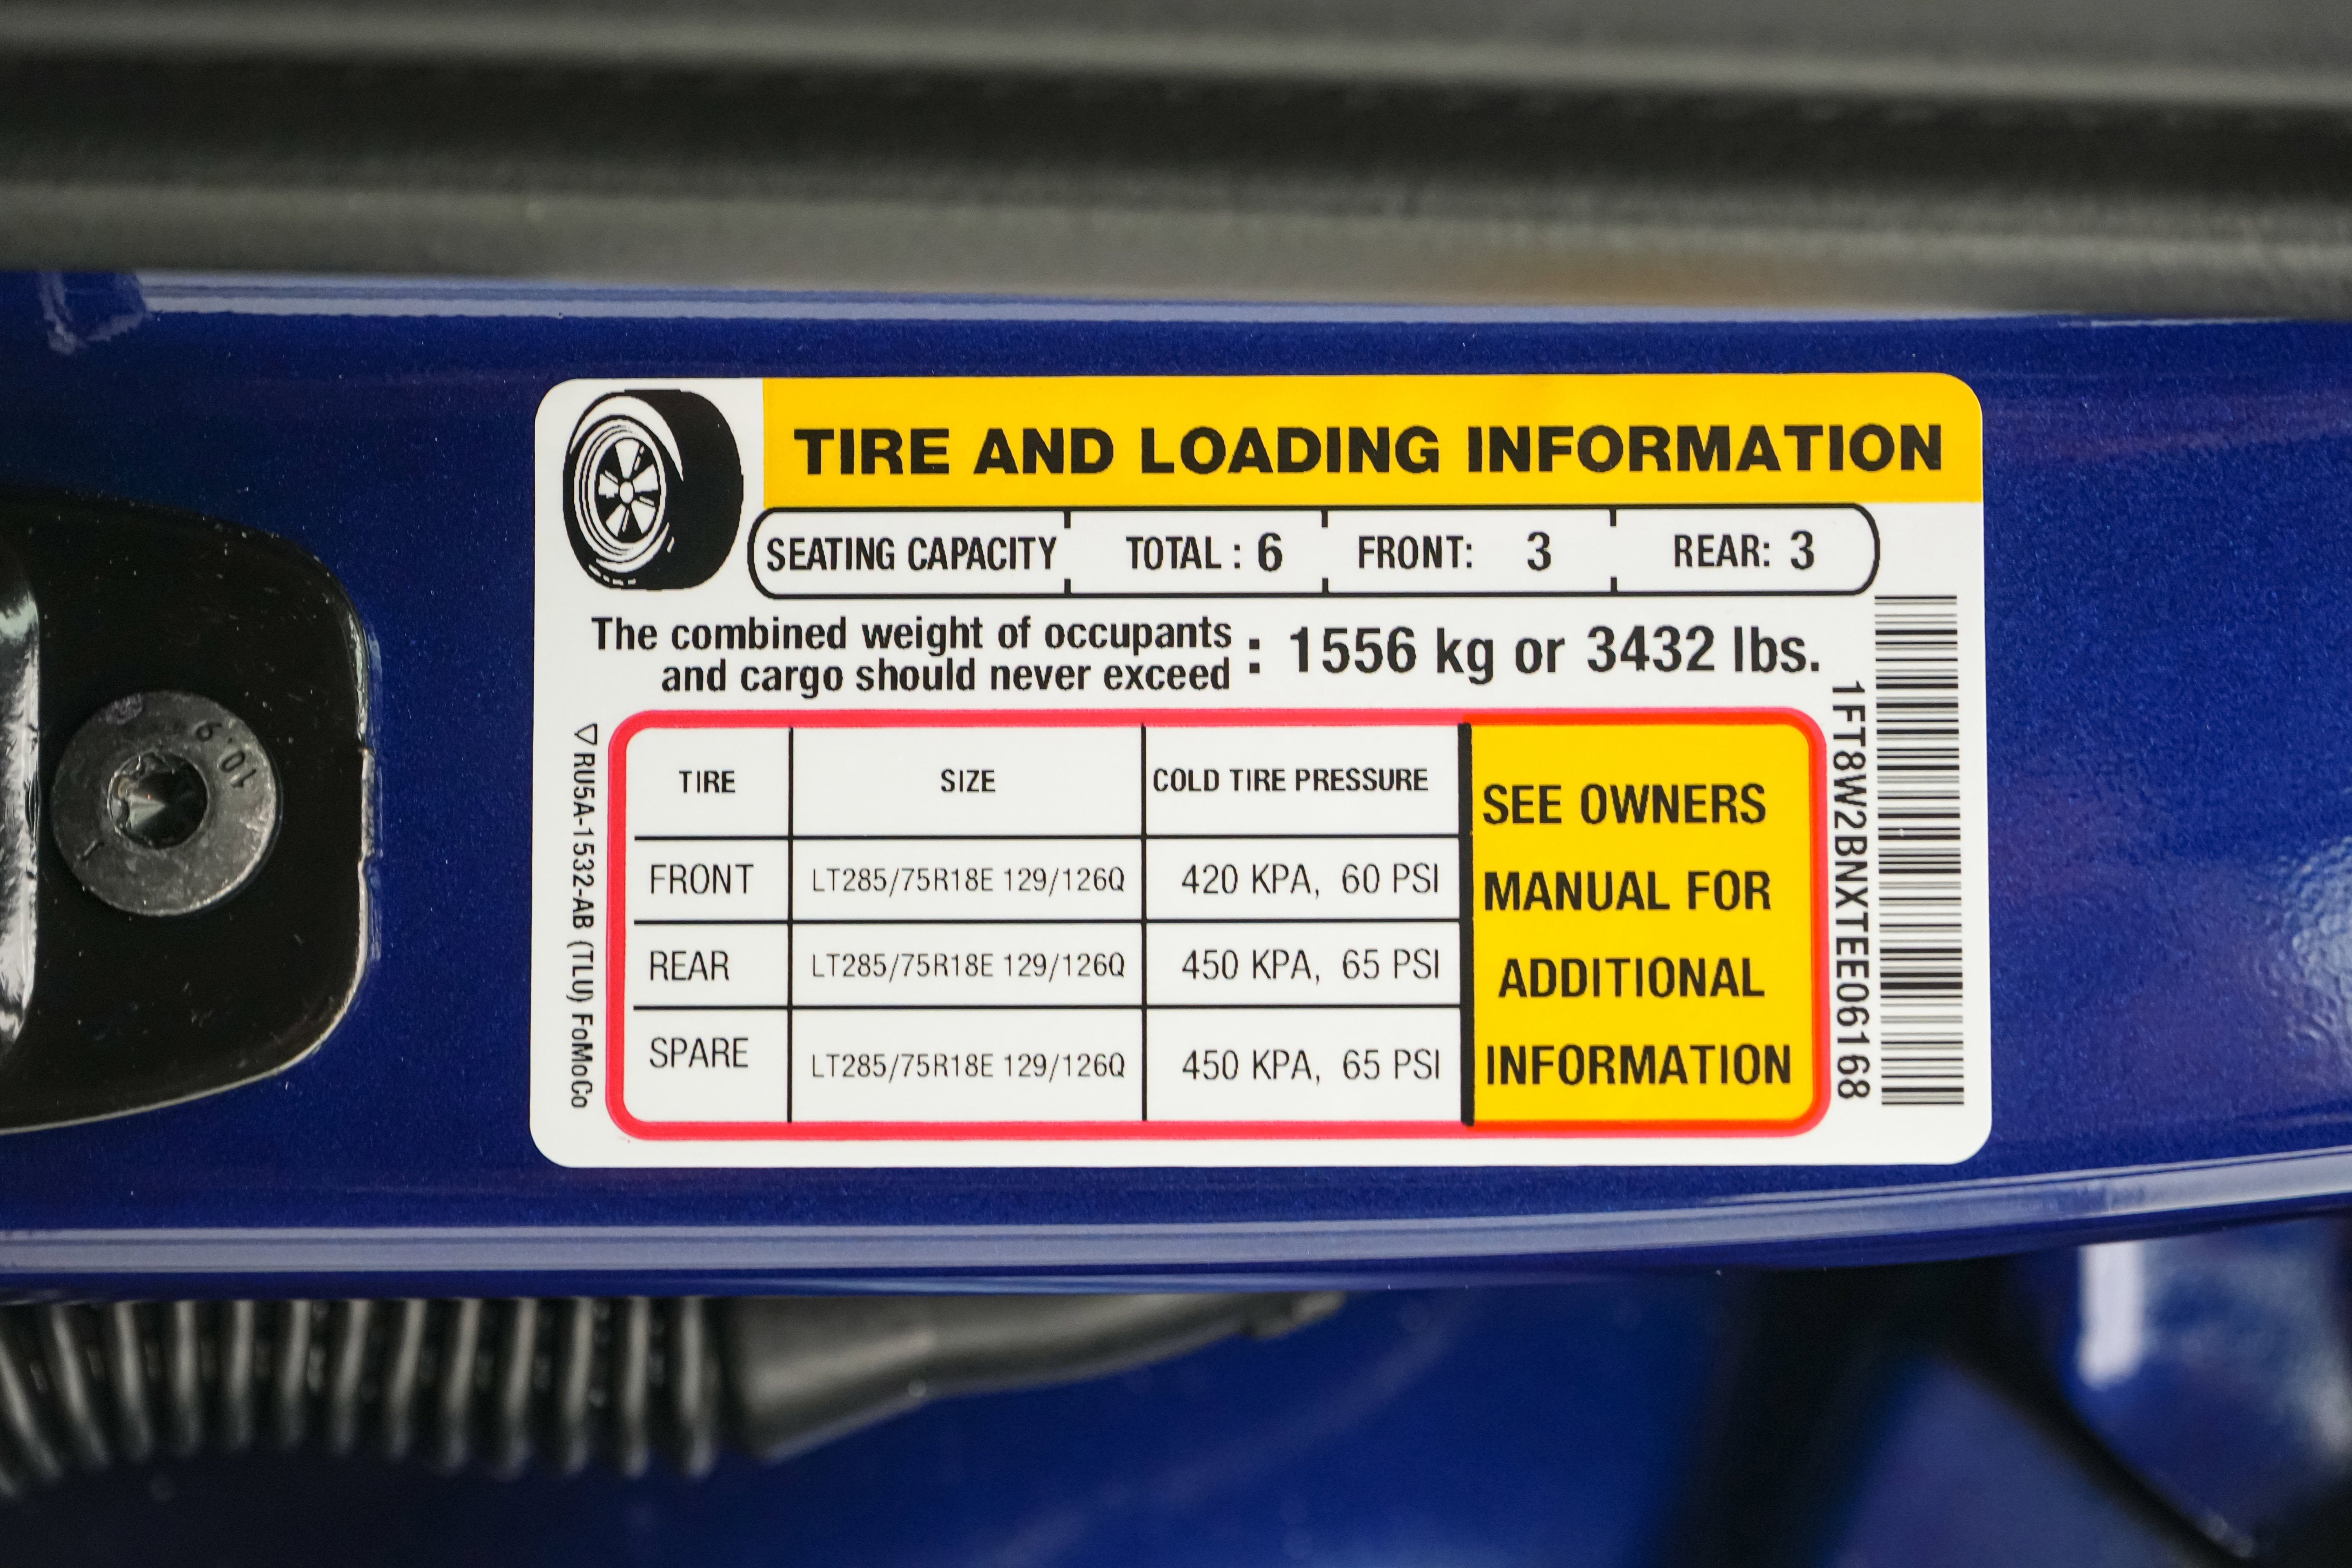 TIRE AND LOADING INFORMATION
SEATING CAPACITY TOTAL : 6 FRONT: 3 REAR: 3
The combined weight of occupants
and cargo should never exceed : 1556 kg or 3432 lbs.
TIRE SIZE COLD TIRE PRESSURE
FRONT LT285/75R18E 129/126Q 420 KPA, 60 PSI
REAR LT285/75R18E 129/126Q 450 KPA, 65 PSI
SPARE LT285/75R18E 129/126Q 450 KPA, 65 PSI
SEE OWNERS
MANUAL FOR
ADDITIONAL
INFORMATION
RU5A-1532-AB (TLU) FoMoCo
1FT8W2BNXTEE06168
10.9